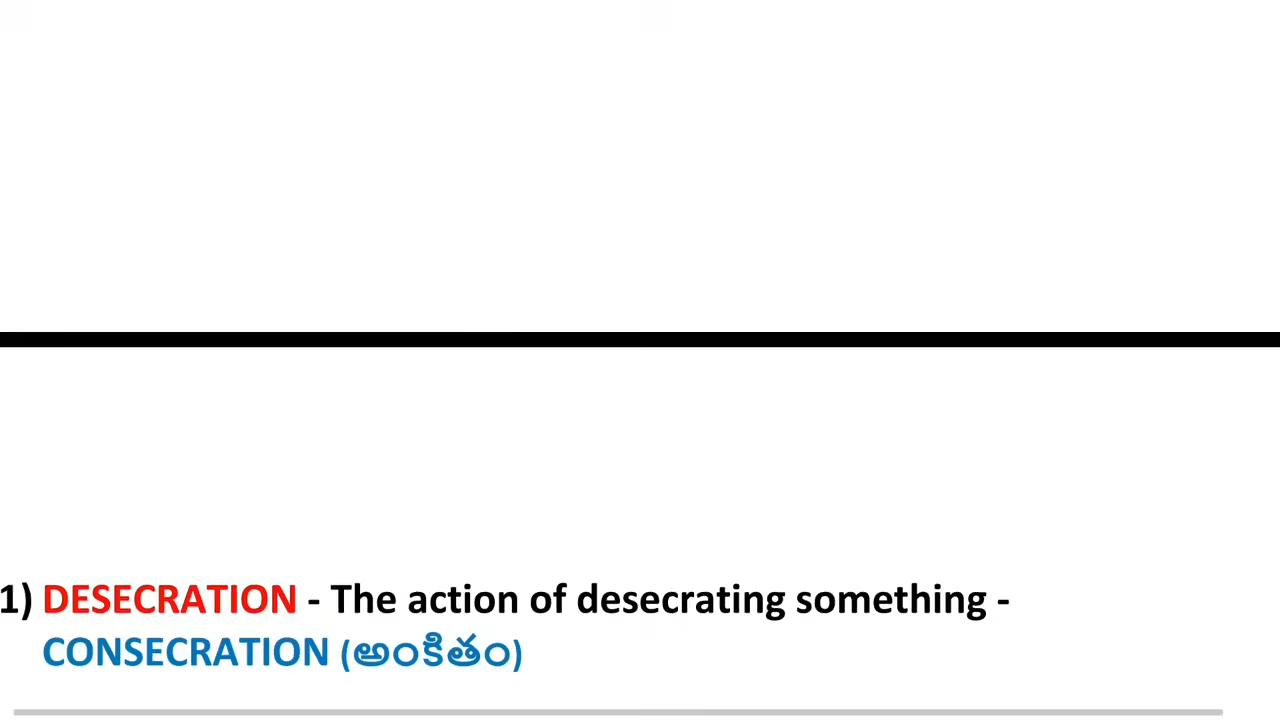 1) DESECRATION - The action of desecrating something -
CONSECRATION (అంకితం)